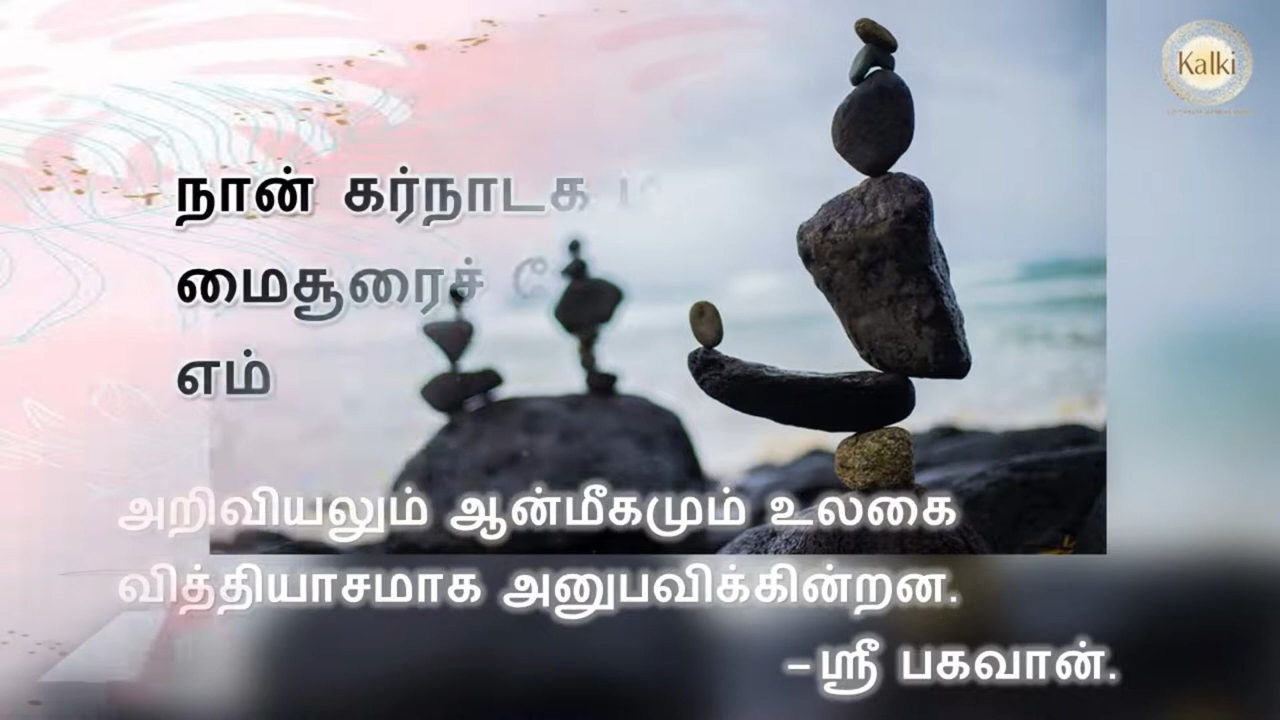 Kalki
நான் கர்நாடக
மைசூரைச்
எம்
அறிவியலும் ஆன்மீகமும் உலகை
வித்தியாசமாக அனுபவிக்கின்றன.
-ஸ்ரீ பகவான்.